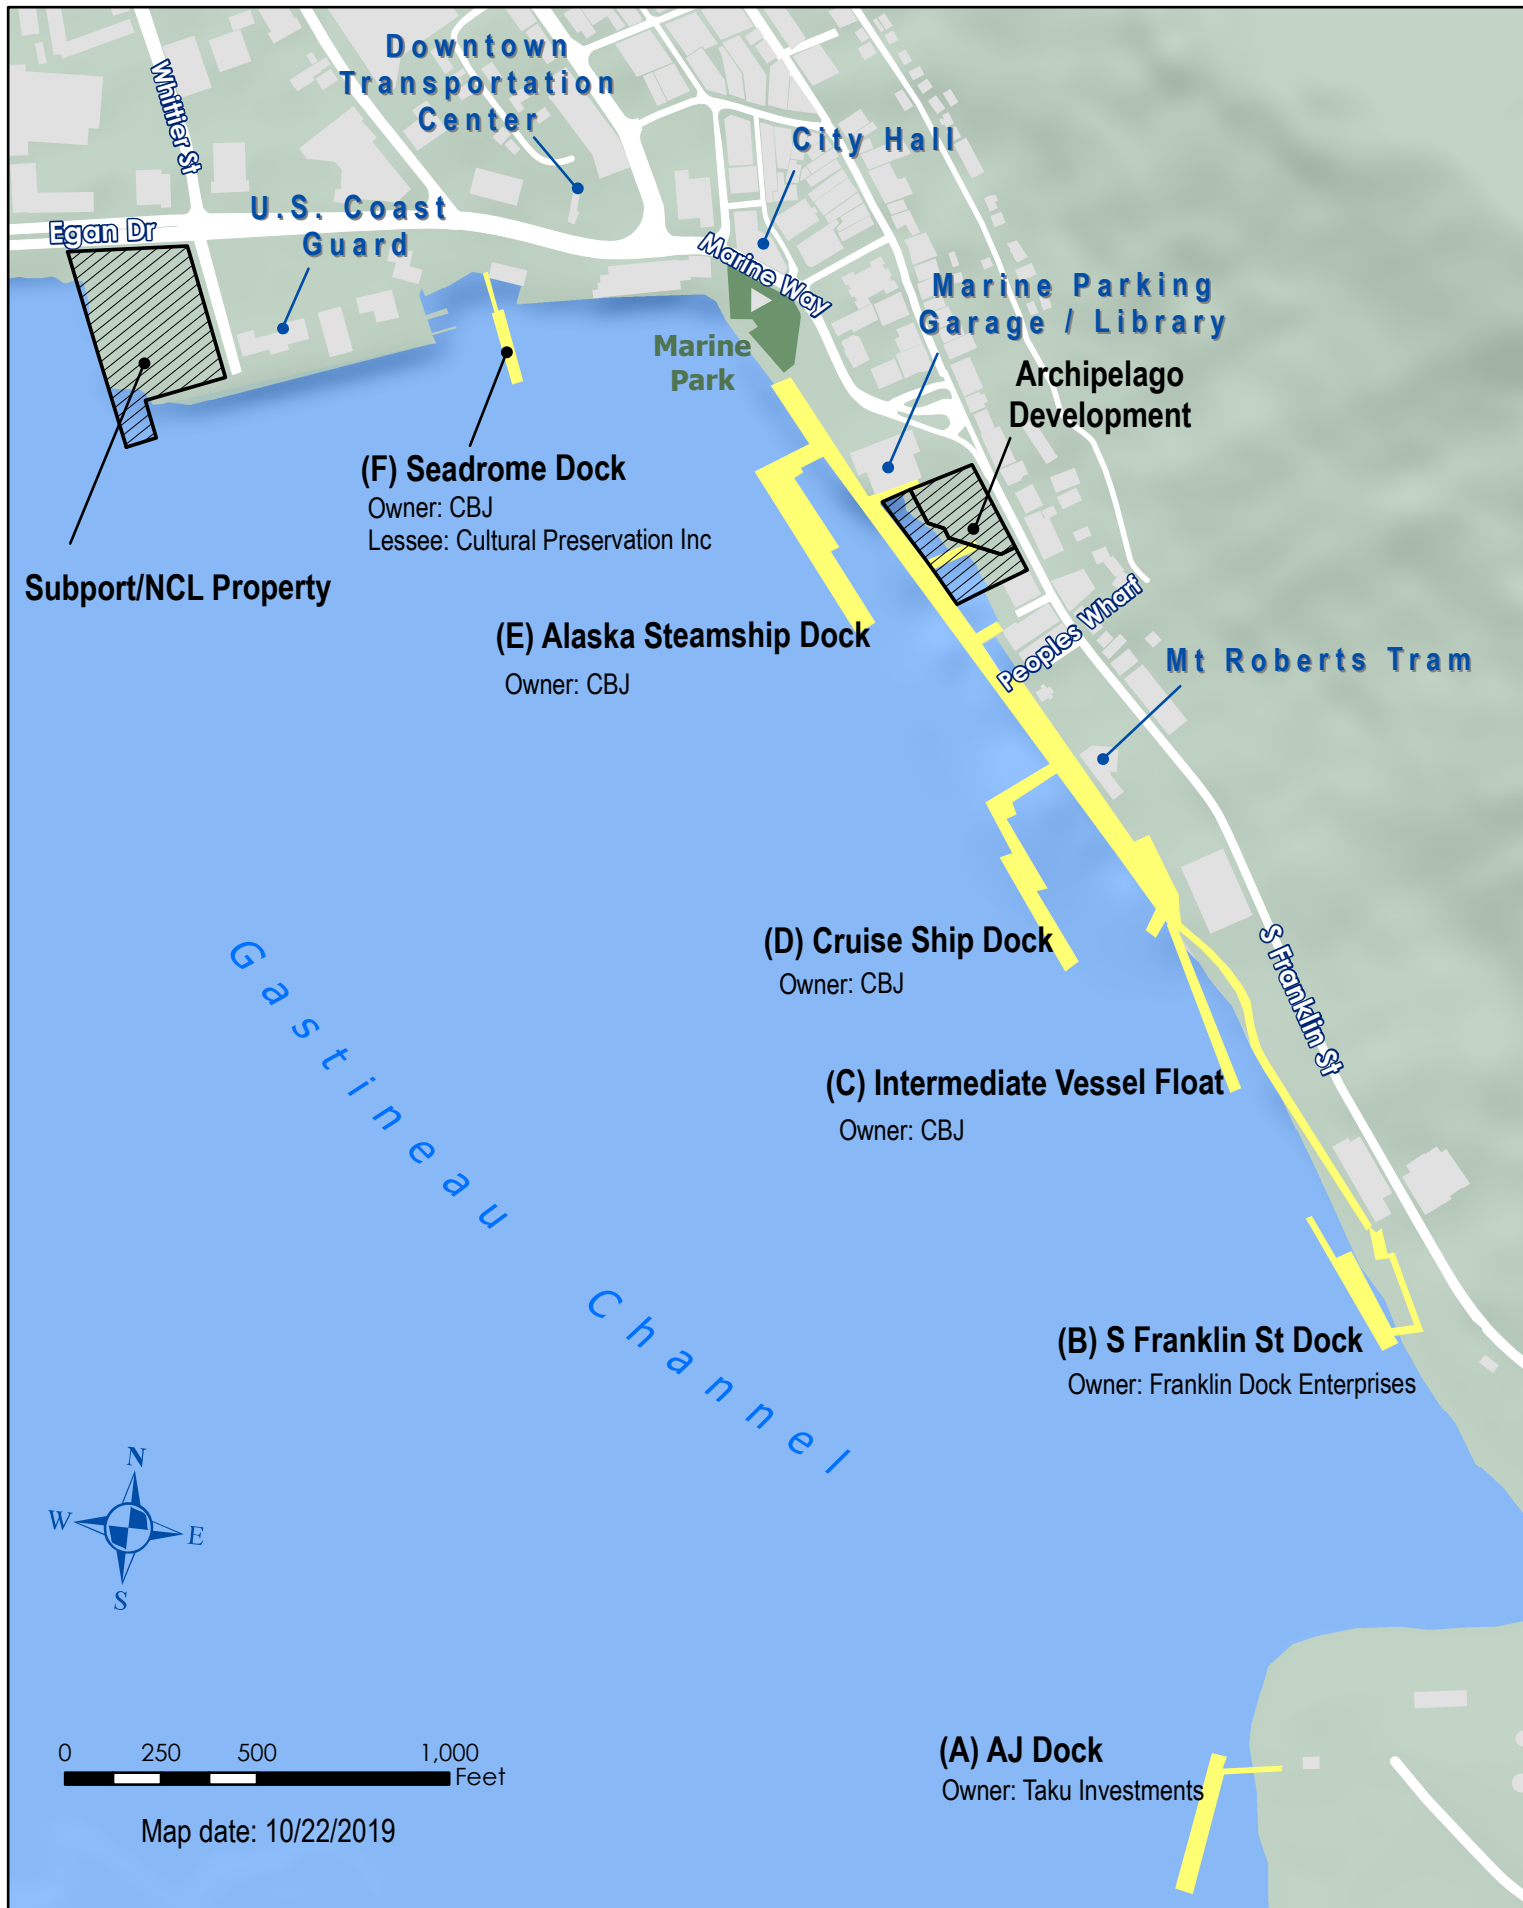 Downtown
Transportation
Center
Whittier St
City Hall
U.S. Coast
Guard
Egan Dr
Marine Way
Marine Parking
Garage / Library
Marine
Park
Archipelago
Development
(F) Seadrome Dock
Owner: CBJ
Lessee: Cultural Preservation Inc
Subport/NCL Property
(E) Alaska Steamship Dock
Owner: CBJ
Peoples Wharf
Mt Roberts Tram
(D) Cruise Ship Dock
Owner: CBJ
S Franklin St
Gastineau Channel
(C) Intermediate Vessel Float
Owner: CBJ
(B) S Franklin St Dock
Owner: Franklin Dock Enterprises
N
W
E
S
(A) AJ Dock
Owner: Taku Investments
0 250 500 1,000
Feet
Map date: 10/22/2019